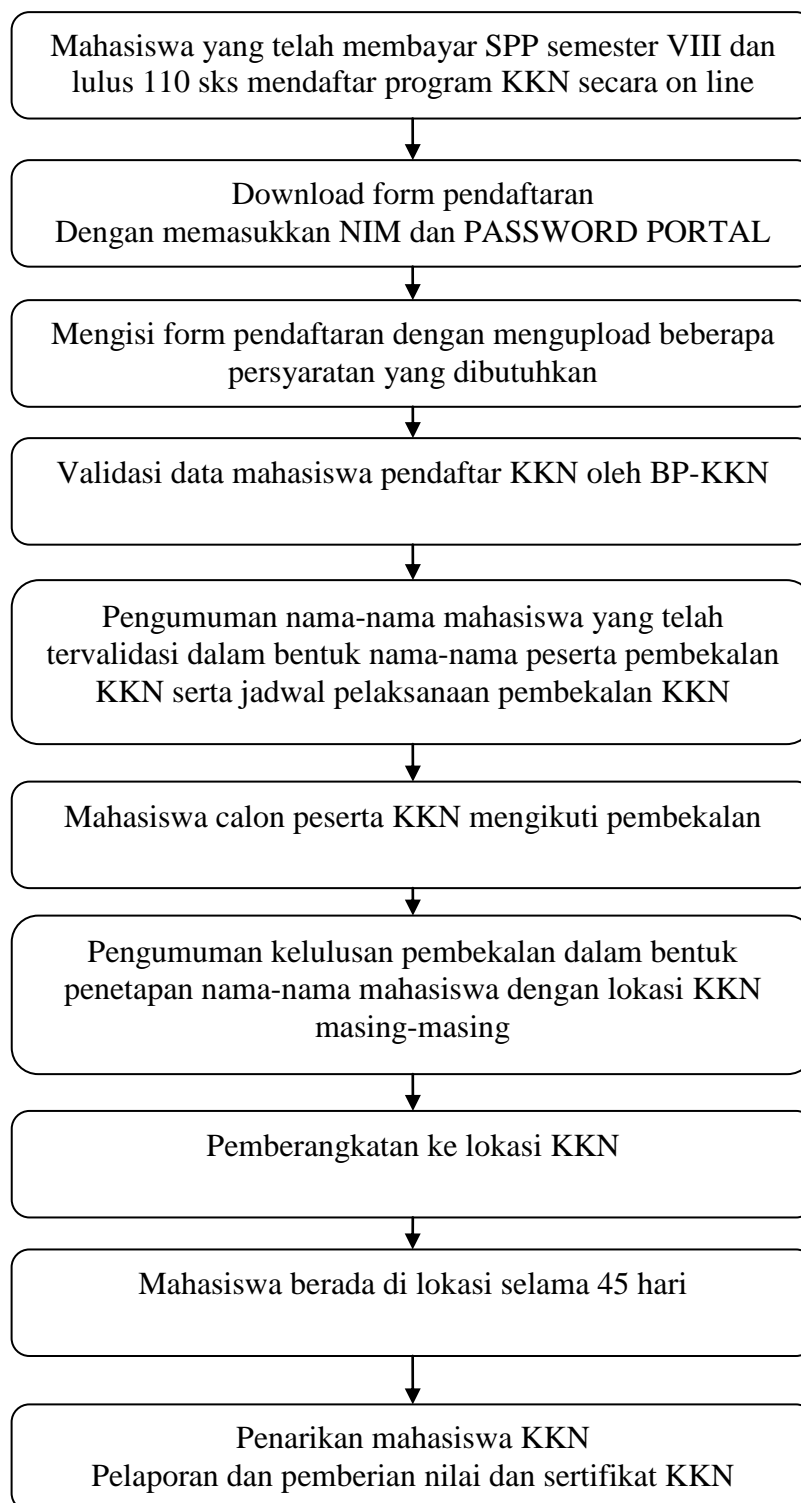 Mahasiswa yang telah membayar SPP semester VIII dan
lulus 110 sks mendaftar program KKN secara on line
Download form pendaftaran
Dengan memasukkan NIM dan PASSWORD PORTAL
Mengisi form pendaftaran dengan mengupload beberapa
persyaratan yang dibutuhkan
Validasi data mahasiswa pendaftar KKN oleh BP-KKN
Pengumuman nama-nama mahasiswa yang telah
tervalidasi dalam bentuk nama-nama peserta pembekalan
KKN serta jadwal pelaksanaan pembekalan KKN
Mahasiswa calon peserta KKN mengikuti pembekalan
Pengumuman kelulusan pembekalan dalam bentuk
penetapan nama-nama mahasiswa dengan lokasi KKN
masing-masing
Pemberangkatan ke lokasi KKN
Mahasiswa berada di lokasi selama 45 hari
Penarikan mahasiswa KKN
Pelaporan dan pemberian nilai dan sertifikat KKN